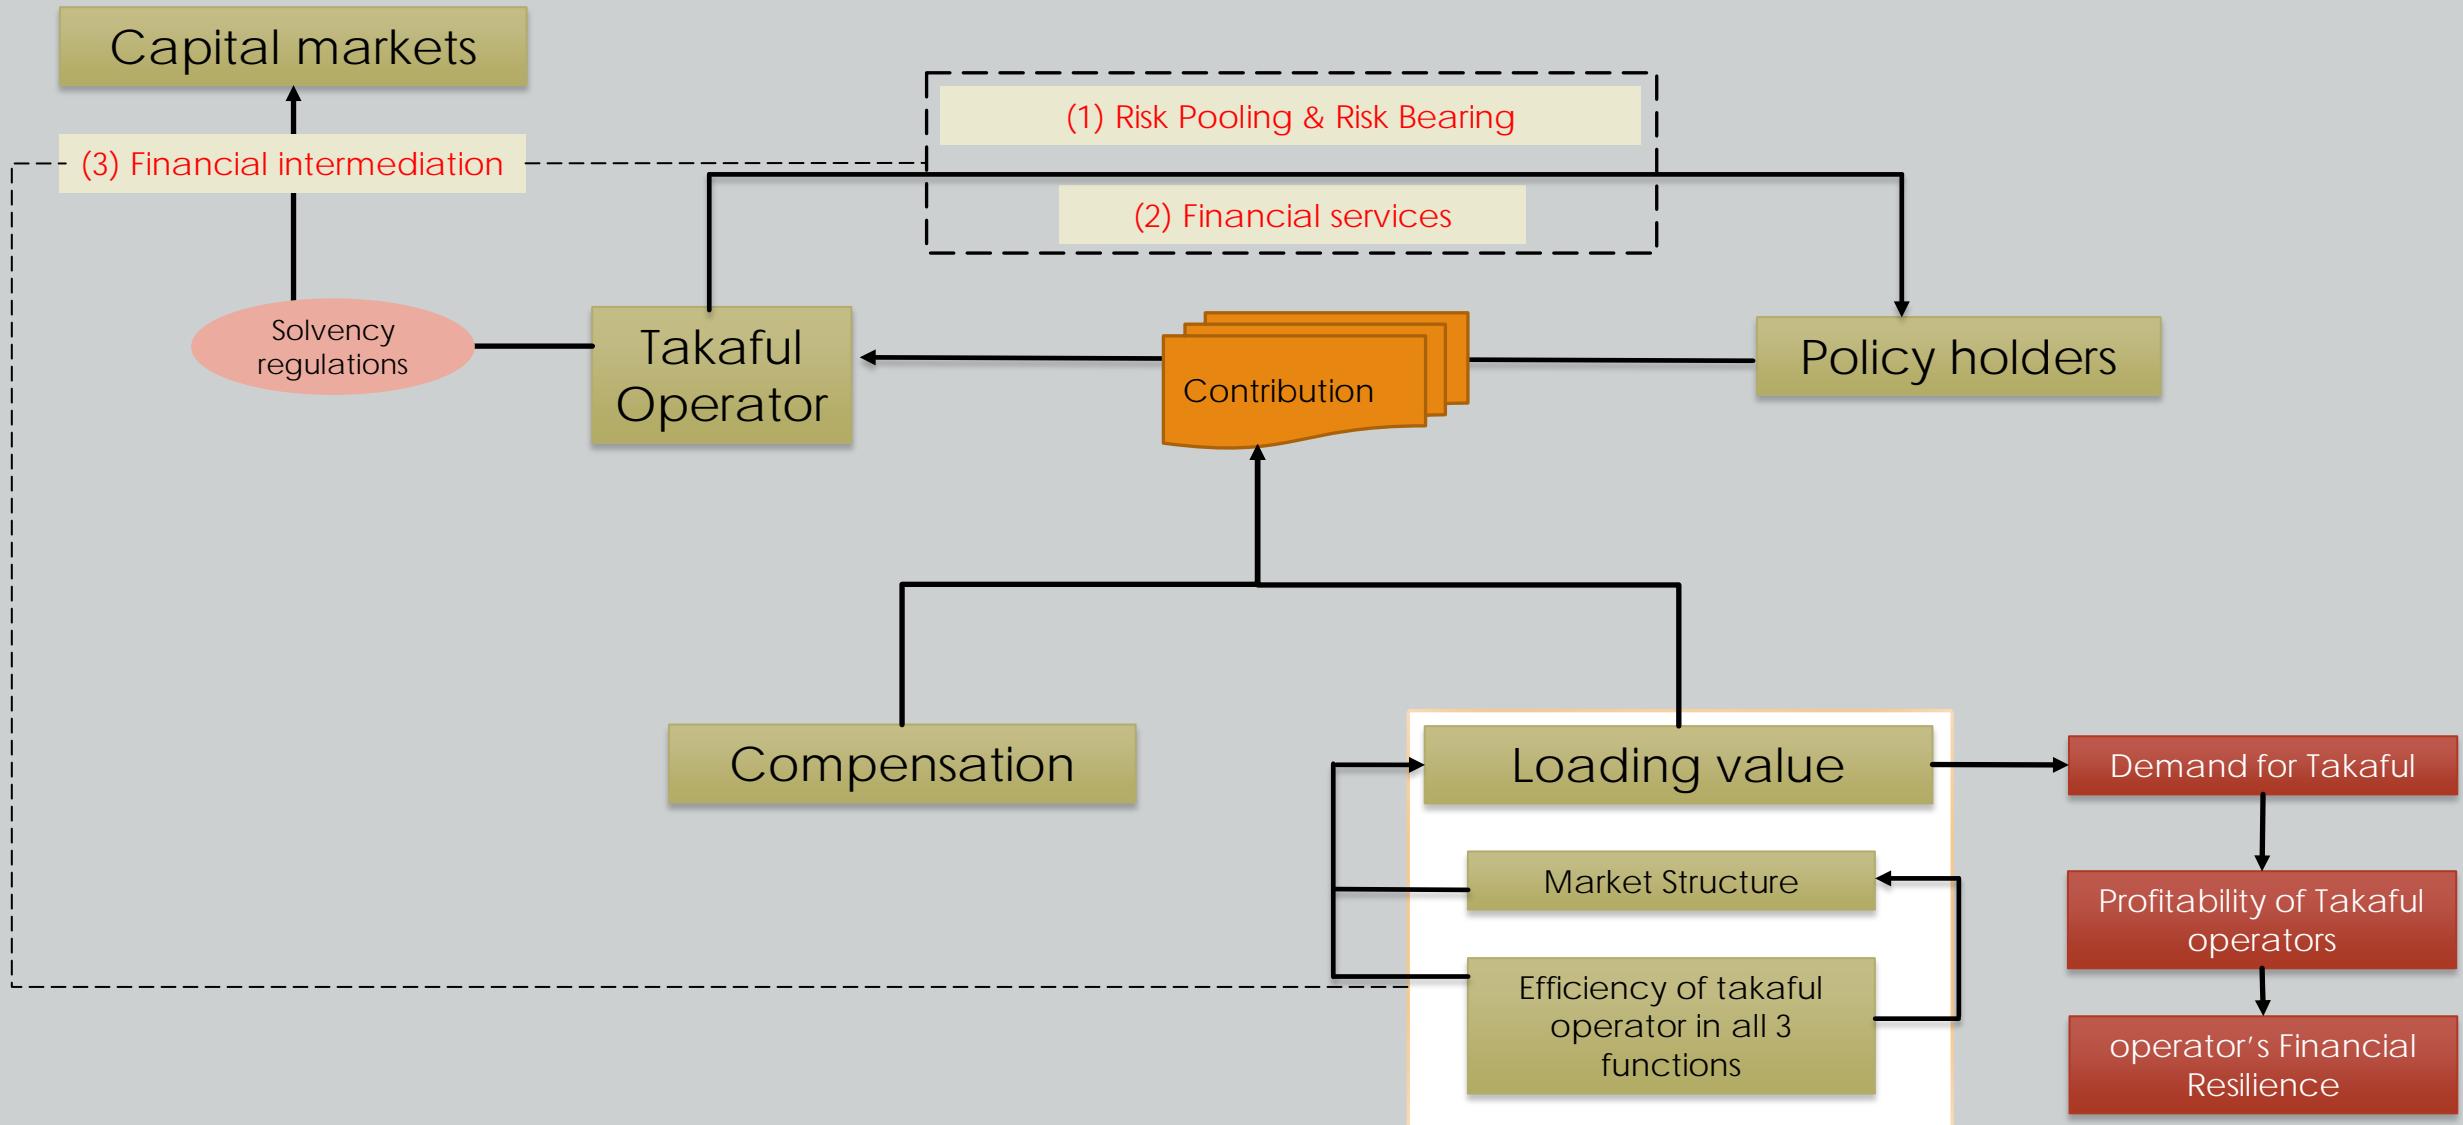 Capital markets
(1) Risk Pooling & Risk Bearing
(3) Financial intermediation
(2) Financial services
Solvency
regulations
Takaful
Operator
Contribution
Policy holders
Compensation
Loading value
Demand for Takaful
Market Structure
Profitability of Takaful
operators
Efficiency of takaful
operator in all 3
functions
operator’s Financial
Resilience